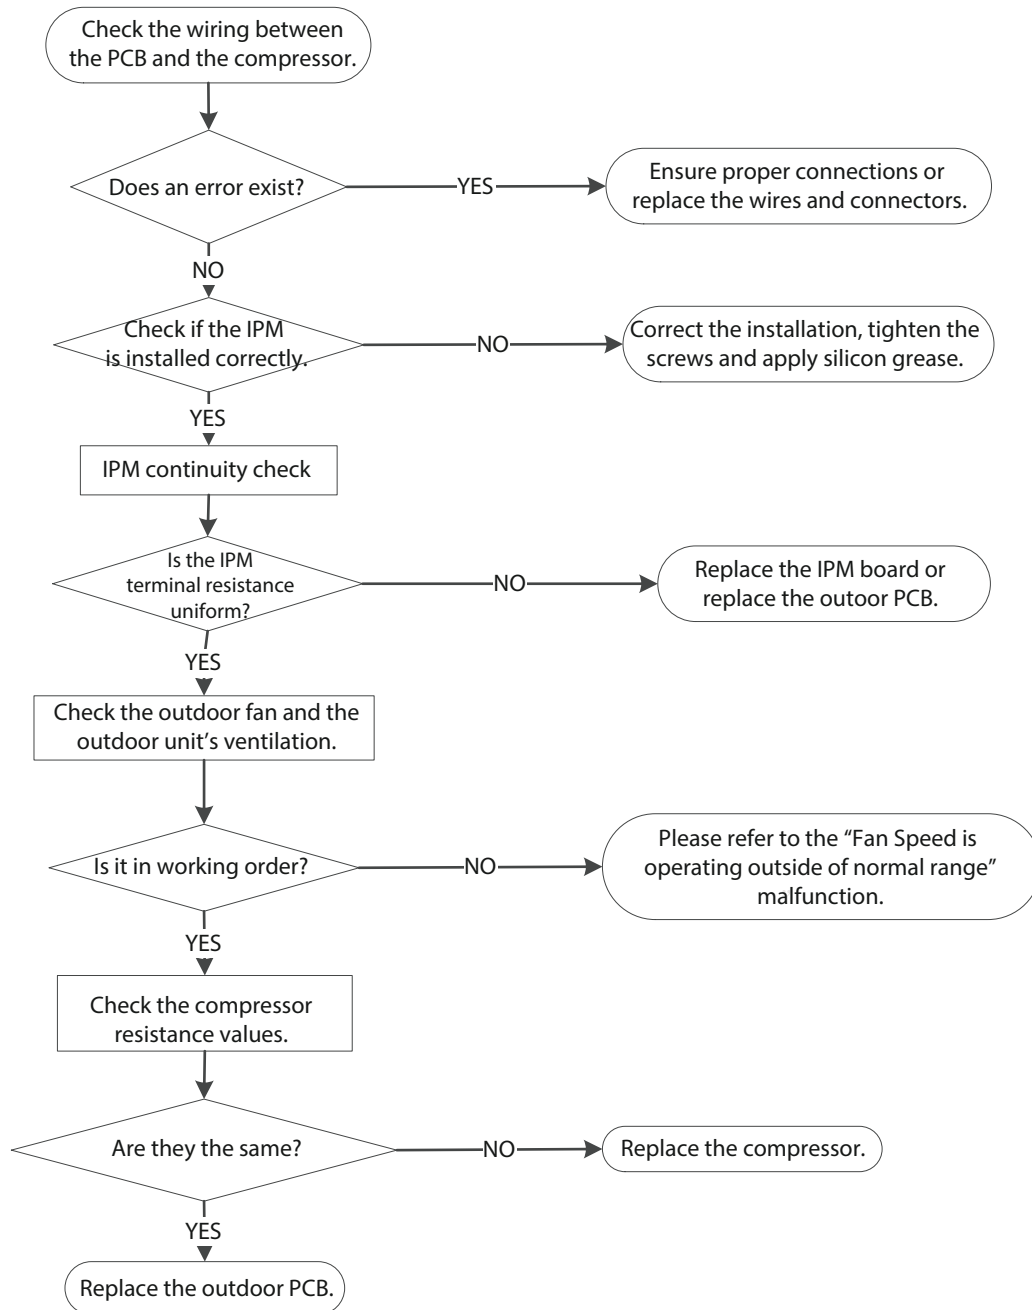 Check the wiring between
the PCB and the compressor.
Does an error exist?
YES
Ensure proper connections or
replace the wires and connectors.
NO
Check if the IPM
is installed correctly.
NO
Correct the installation, tighten the
screws and apply silicon grease.
YES
IPM continuity check
Is the IPM
terminal resistance
uniform?
NO
Replace the IPM board or
replace the outoor PCB.
YES
Check the outdoor fan and the
outdoor unit’s ventilation.
Is it in working order?
NO
Please refer to the “Fan Speed is
operating outside of normal range”
malfunction.
YES
Check the compressor
resistance values.
Are they the same?
NO
Replace the compressor.
YES
Replace the outdoor PCB.